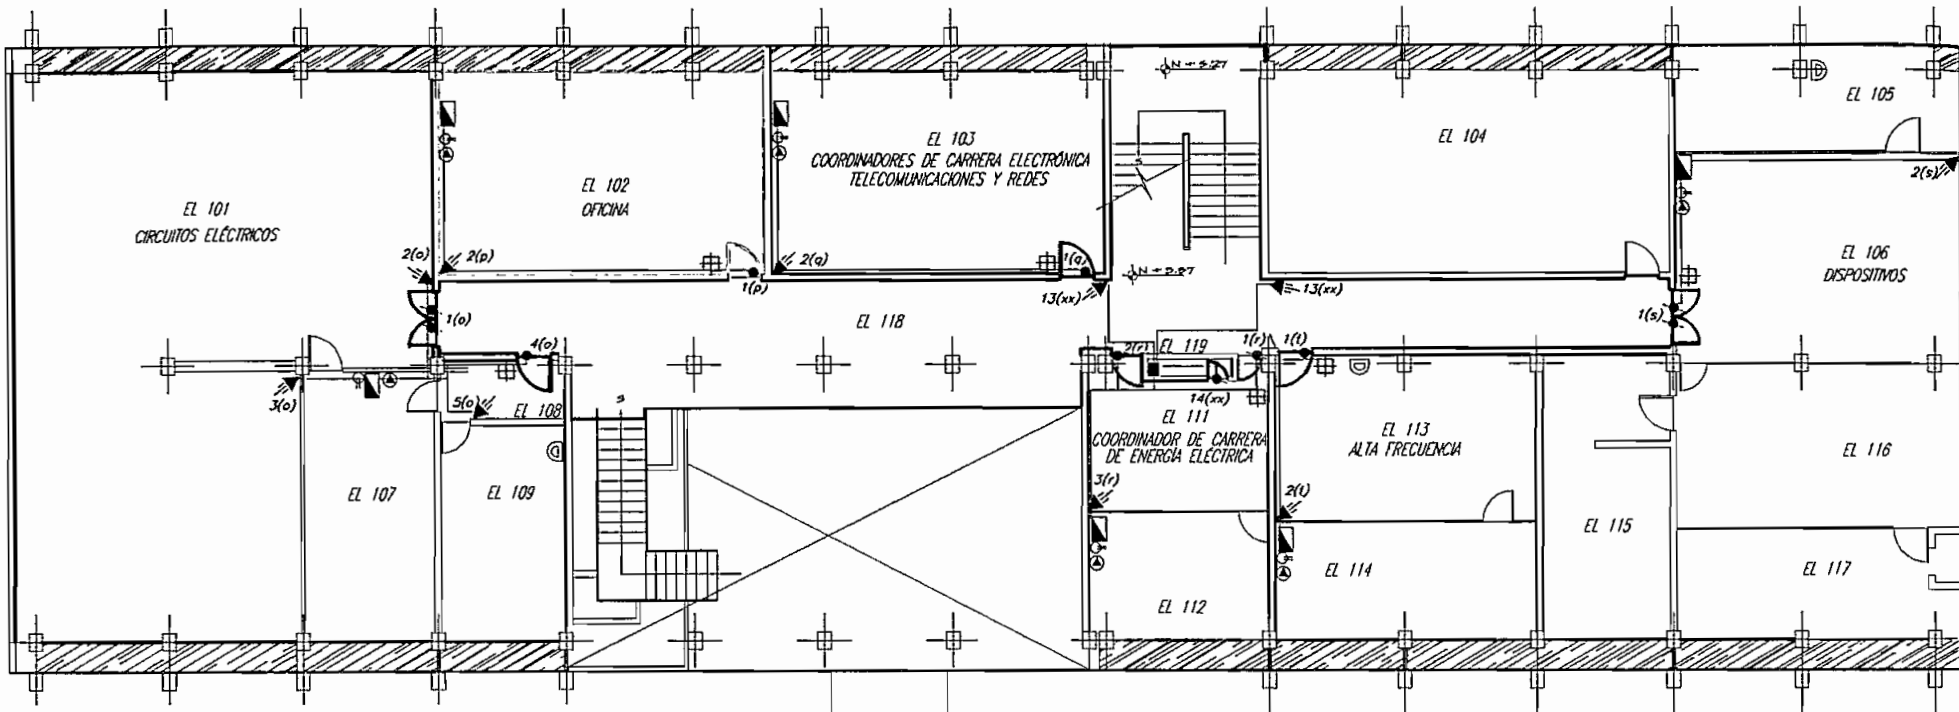 N + 5.27
EL 105
EL 103
COORDINADORES DE CARRERA ELECTRÓNICA
TELECOMUNICACIONES Y REDES
EL 104
2(s)
S
EL 102
OFICINA
EL 101
CIRCUITOS ELÉCTRICOS
2(o)
2(p)
2(q)
1(q)
EL 106
DISPOSITIVOS
1(p)
13(xx)
13(xx)
1(o)
EL 118
1(s)
4(o)
2(r)
EL 119
1(r)
1(t)
3(o)
5(o)
EL 108
S
14(xx)
EL 111
COORDINADOR DE CARRERA
DE ENERGÍA ELÉCTRICA
EL 113
ALTA FRECUENCIA
EL 116
EL 107
EL 109
3(r)
2(t)
EL 115
EL 114
EL 117
EL 112